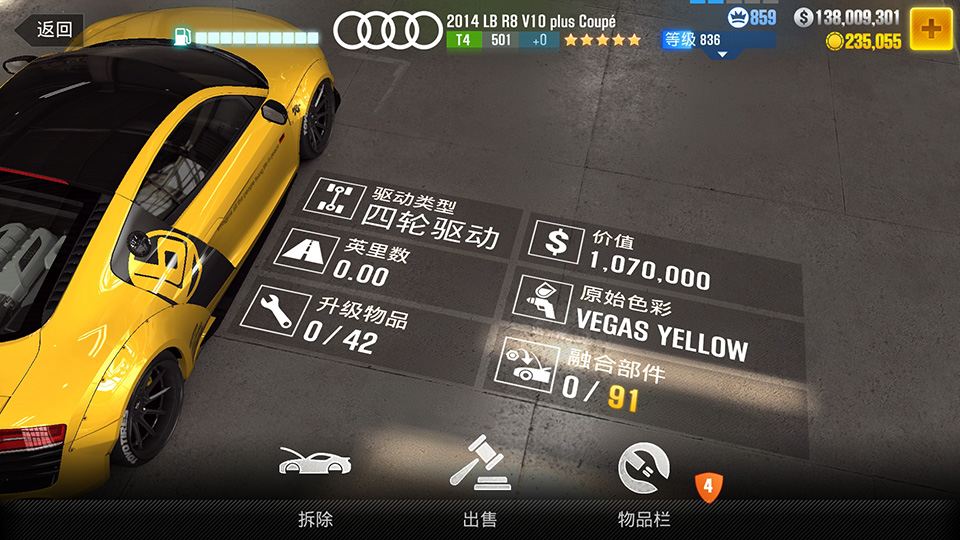 返回
2014 LB R8 V10 plus Coupé
T4 501 +0
等级 836
859
138,009,301
235,055
驱动类型
四轮驱动
英里数
0.00
升级物品
0/42
价值
1,070,000
原始色彩
VEGAS YELLOW
融合部件
0/91
拆除
出售
物品栏
4